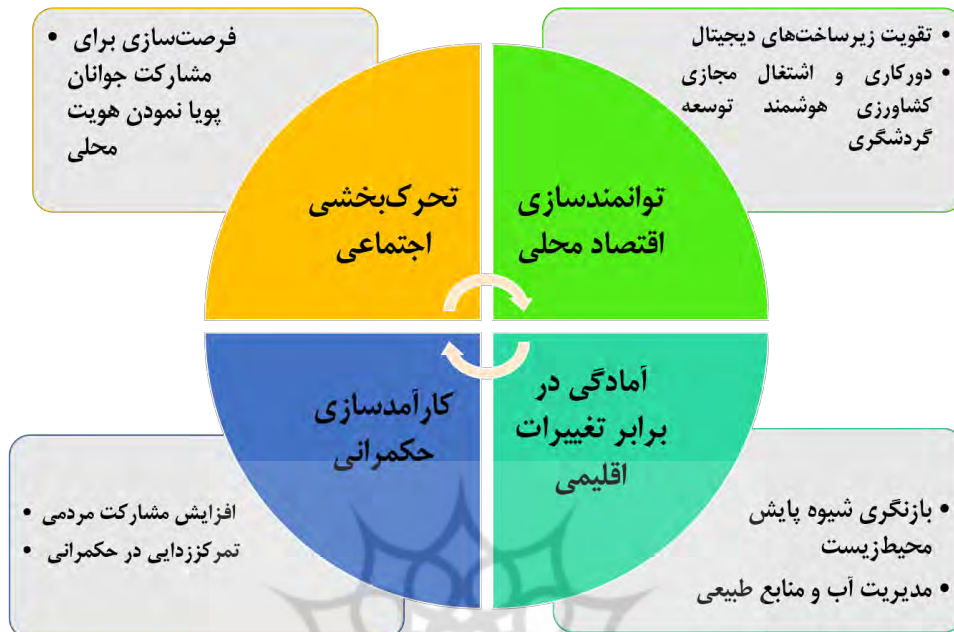 • تقویت زیرساخت‌های دیجیتال
• دورکاری و اشتغال مجازی
کشاورزی هوشمند توسعه
گردشگری
• فرصت‌سازی برای
مشارکت جوانان
پویا نمودن هویت
محلی
توانمندسازی
اقتصاد محلی
تحرک‌بخشی
اجتماعی
آمادگی در
برابر تغییرات
اقلیمی
کارآمدسازی
حکمرانی
• بازنگری شیوه پایش
محیط‌زیست
• مدیریت آب و منابع طبیعی
• افزایش مشارکت مردمی
• تمرکززدایی در حکمرانی